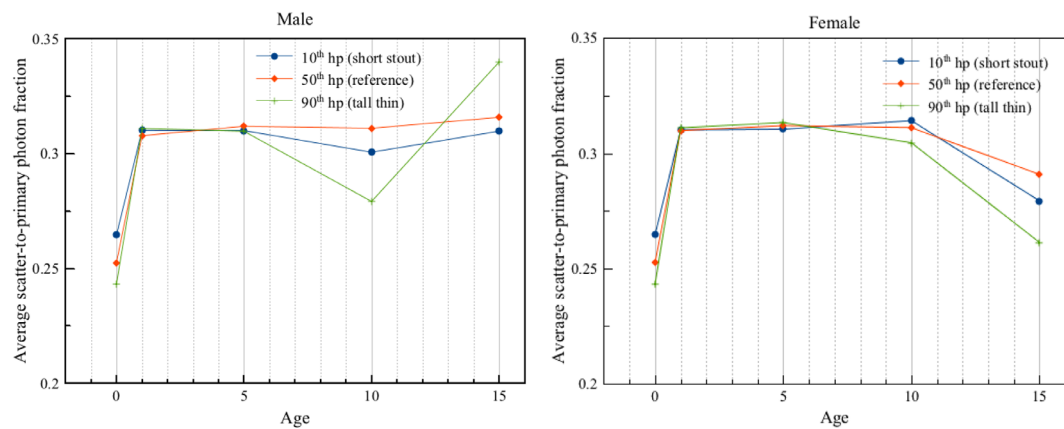 Male
Average scatter-to-primary photon fraction
0.35
0.3
0.25
0.2
10th hp (short stout)
50th hp (reference)
90th hp (tall thin)
0 5 10 15
Age
Female
Average scatter-to-primary photon fraction
0.35
0.3
0.25
0.2
10th hp (short stout)
50th hp (reference)
90th hp (tall thin)
0 5 10 15
Age